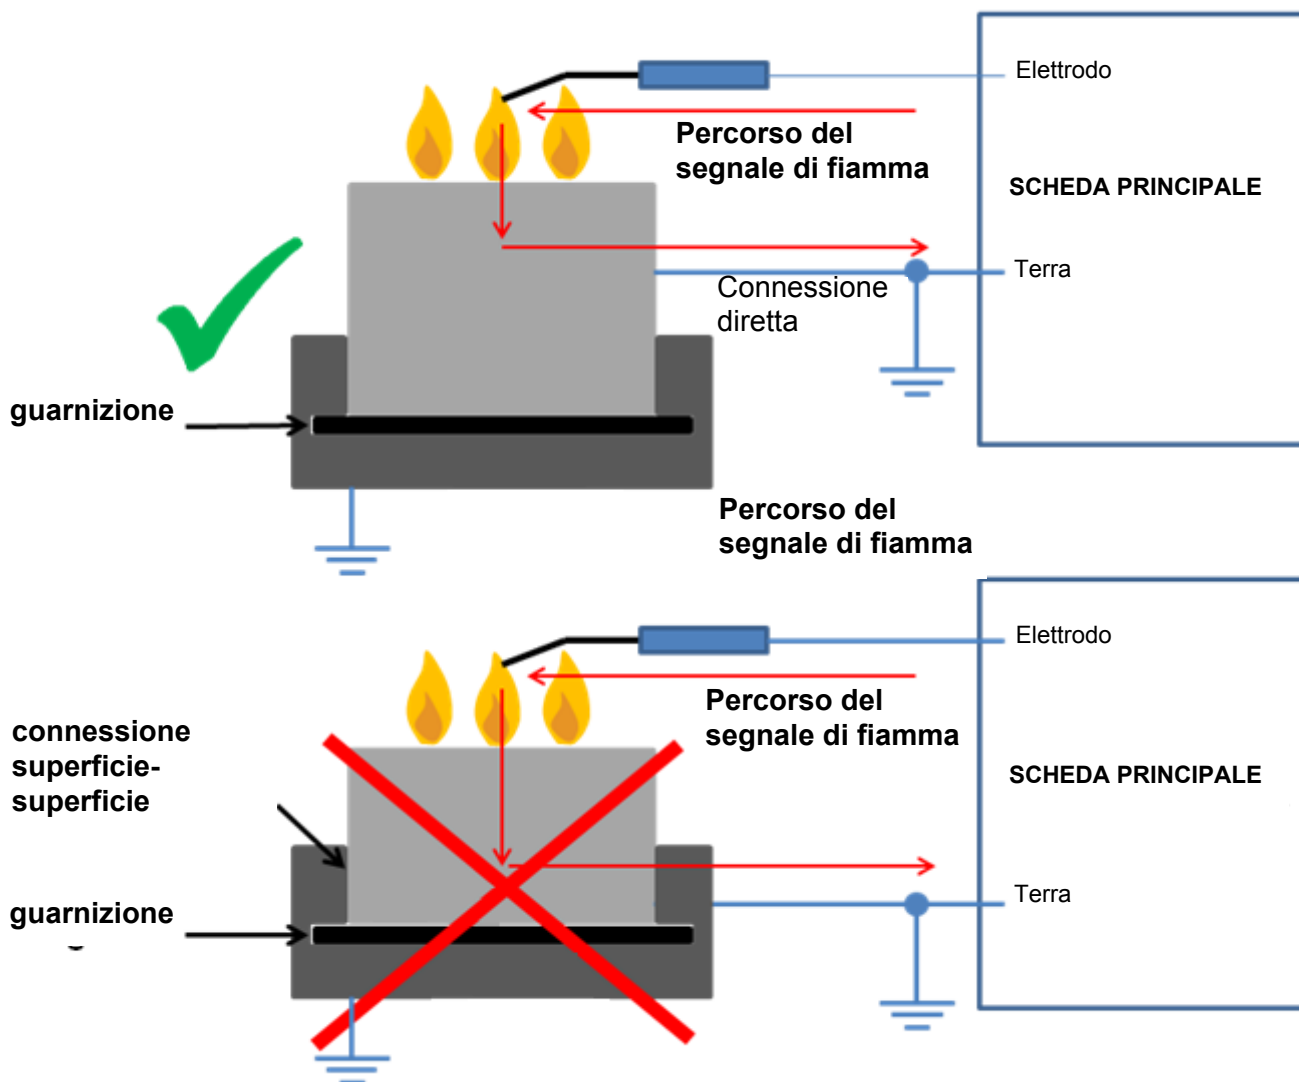 Elettrodo
Percorso del
segnale di fiamma
SCHEDA PRINCIPALE
Terra
Connessione
diretta
guarnizione
Percorso del
segnale di fiamma
Elettrodo
Percorso del
segnale di fiamma
connessione
superficie-
superficie
SCHEDA PRINCIPALE
Terra
guarnizione